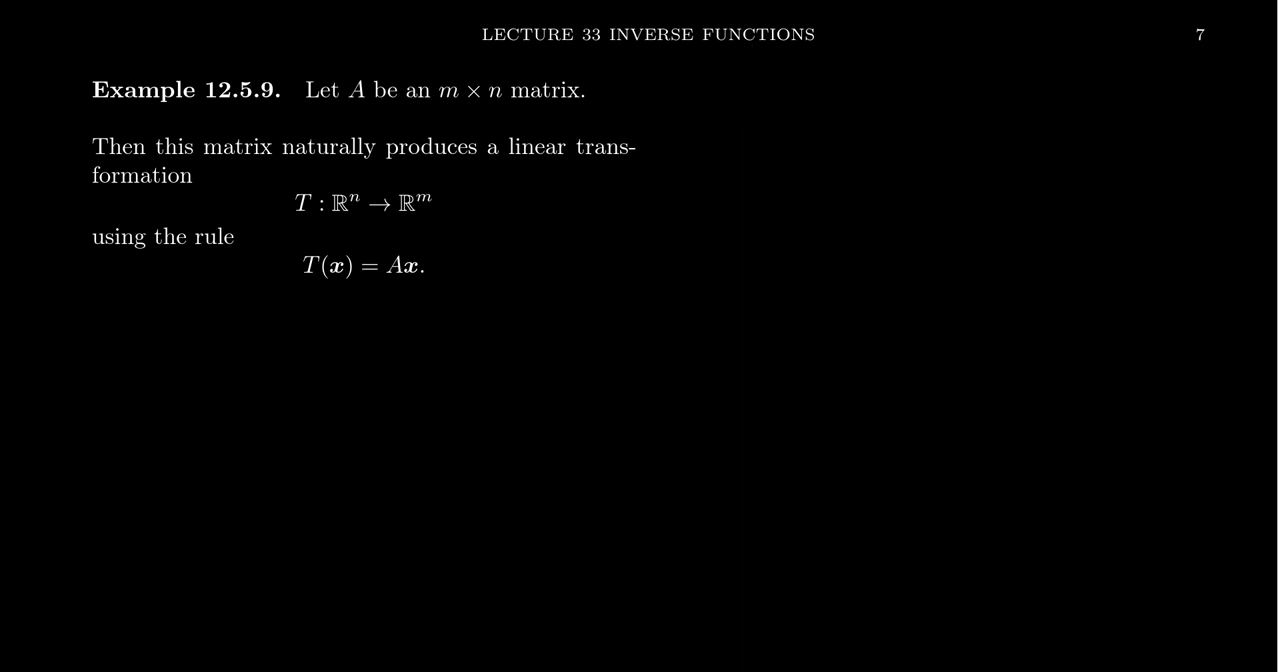 LECTURE 33 INVERSE FUNCTIONS 7
Example 12.5.9. Let A be an m × n matrix.
Then this matrix naturally produces a linear trans-
formation
T : ℝⁿ → ℝᵐ
using the rule
T(𝒙) = A𝒙.